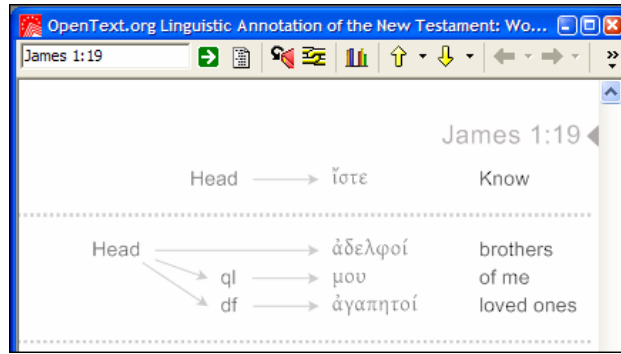 OpenText.org Linguistic Annotation of the New Testament: Wo...
James 1:19
James 1:19
Head ἴστε Know
Head ἀδελφοί brothers
ql μου of me
df ἀγαπητοί loved ones